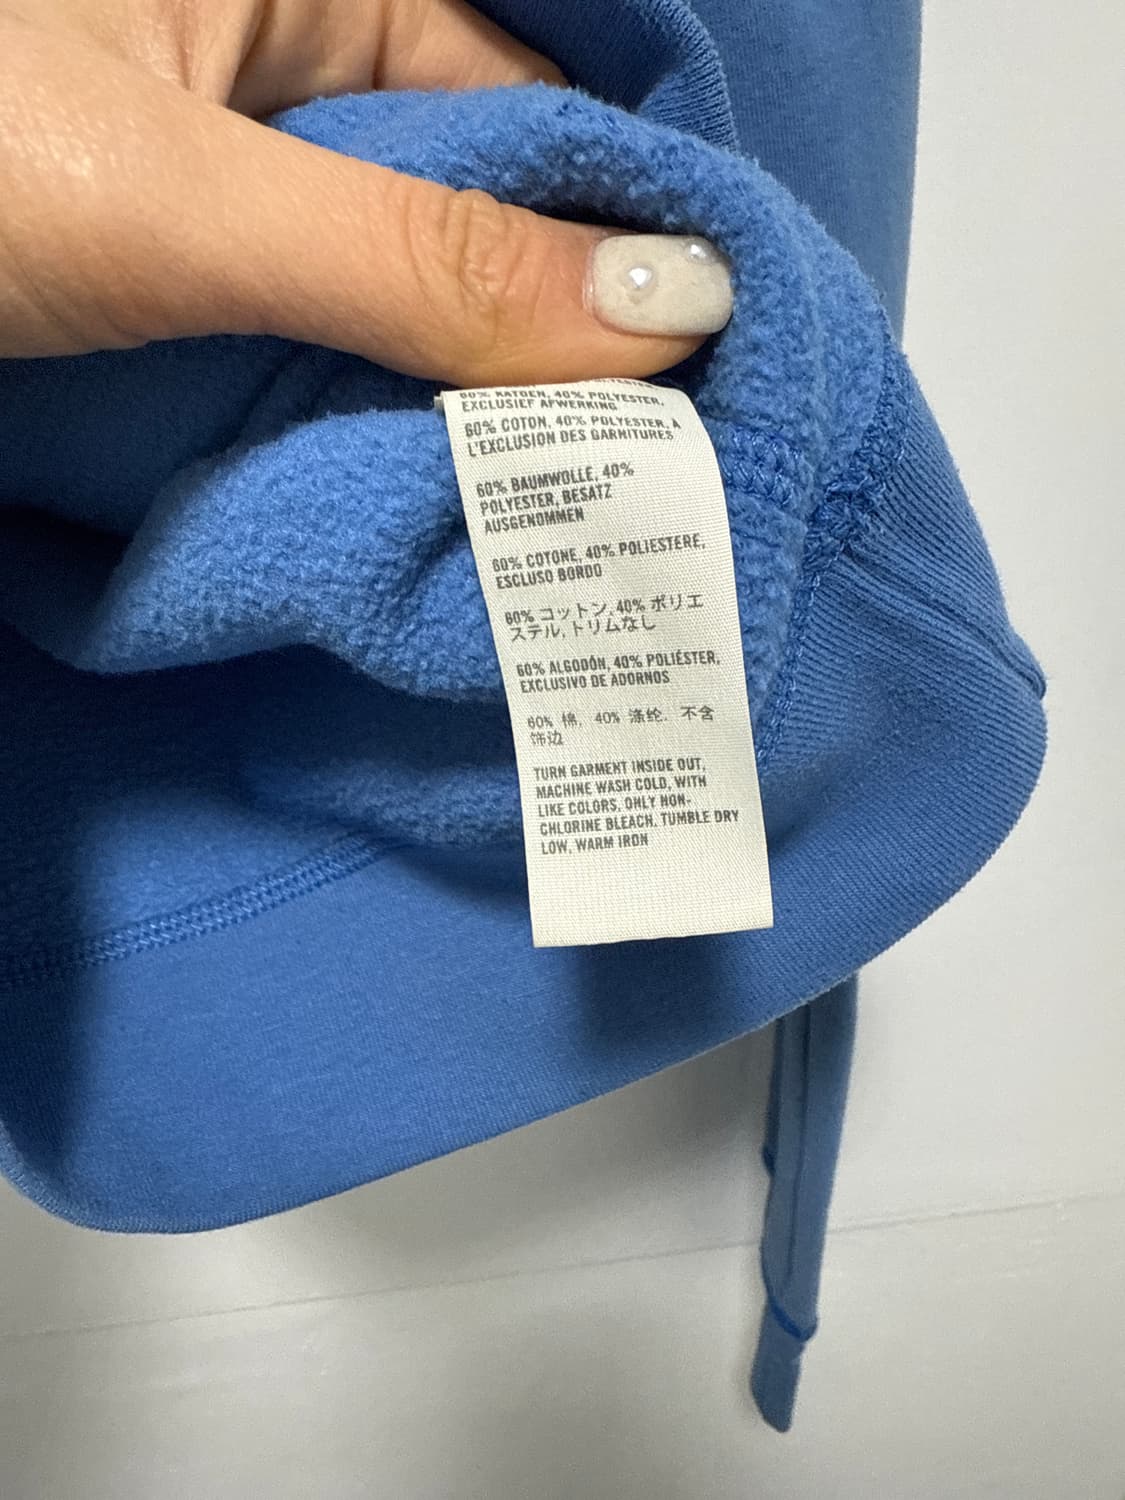 60% KATOEN, 40% POLYESTER,
EXCLUSIEF AFWERKING
60% COTON, 40% POLYESTER, À
L'EXCLUSION DES GARNITURES
60% BAUMWOLLE, 40%
POLYESTER, BESATZ
AUSGENOMMEN
60% COTONE, 40% POLIESTERE,
ESCLUSO BORDO
60% コットン, 40% ポリエ
ステル, トリムなし
60% ALGODÓN, 40% POLIÉSTER,
EXCLUSIVO DE ADORNOS
60% 棉, 40% 涤纶, 不含
饰边
TURN GARMENT INSIDE OUT,
MACHINE WASH COLD, WITH
LIKE COLORS, ONLY NON-
CHLORINE BLEACH, TUMBLE DRY
LOW, WARM IRON